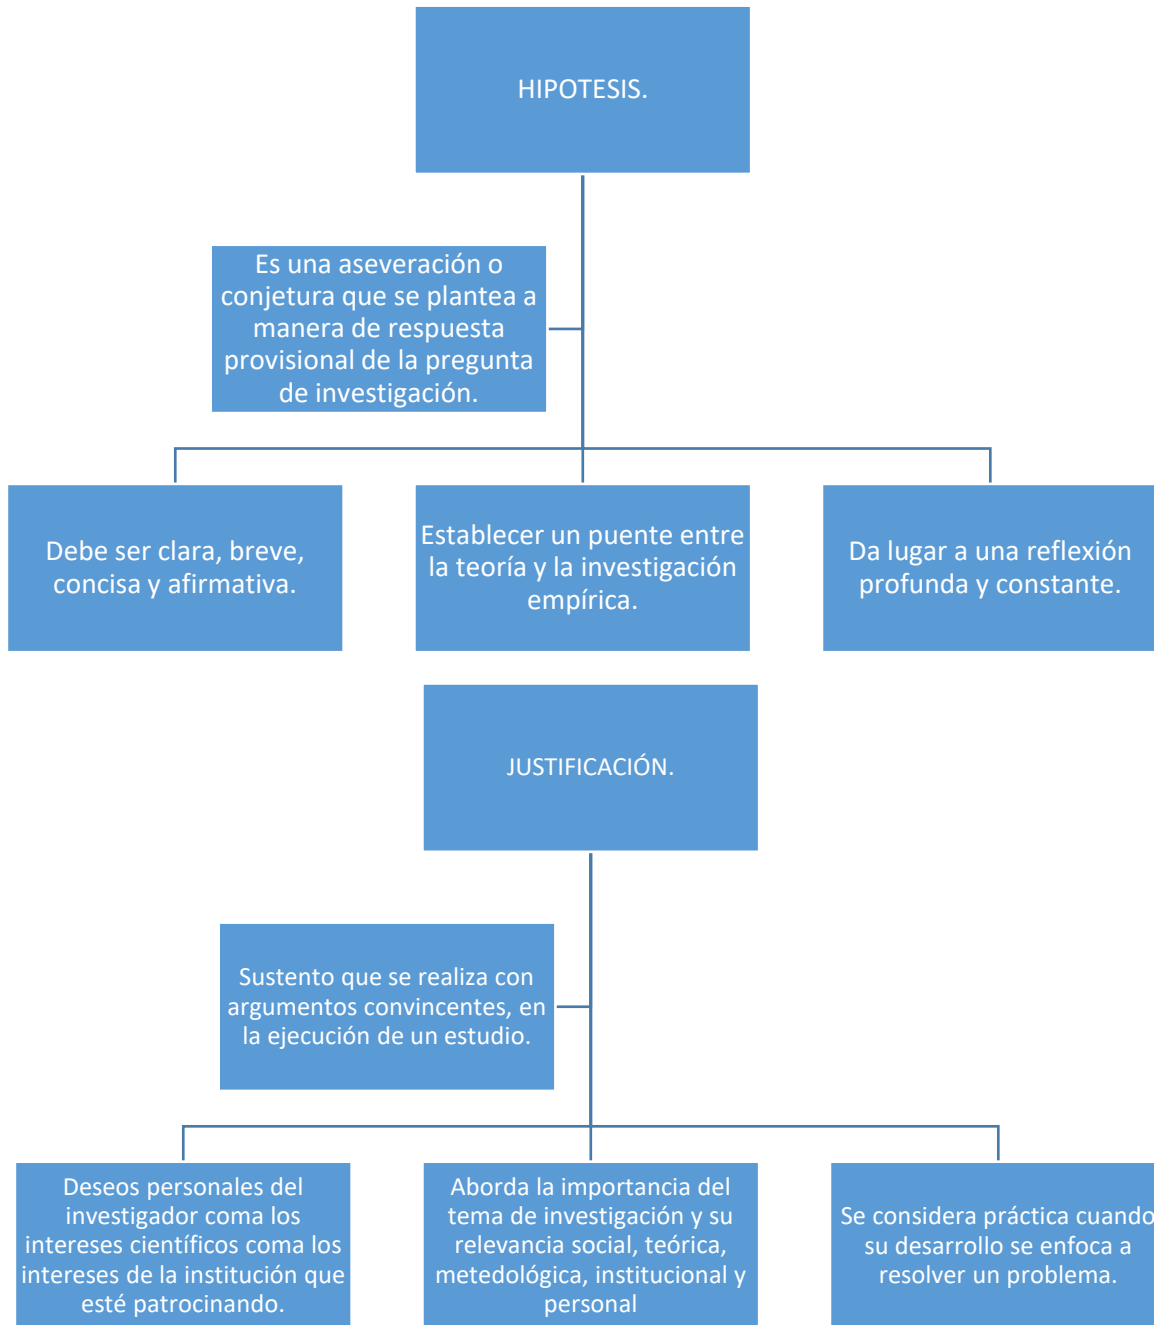 HIPOTESIS.
Es una aseveración o
conjetura que se plantea a
manera de respuesta
provisional de la pregunta
de investigación.
Debe ser clara, breve,
concisa y afirmativa.
Establecer un puente entre
la teoría y la investigación
empírica.
Da lugar a una reflexión
profunda y constante.
JUSTIFICACIÓN.
Sustento que se realiza con
argumentos convincentes, en
la ejecución de un estudio.
Deseos personales del
investigador coma los
intereses científicos coma los
intereses de la institución que
esté patrocinando.
Aborda la importancia del
tema de investigación y su
relevancia social, teórica,
metedológica, institucional y
personal
Se considera práctica cuando
su desarrollo se enfoca a
resolver un problema.